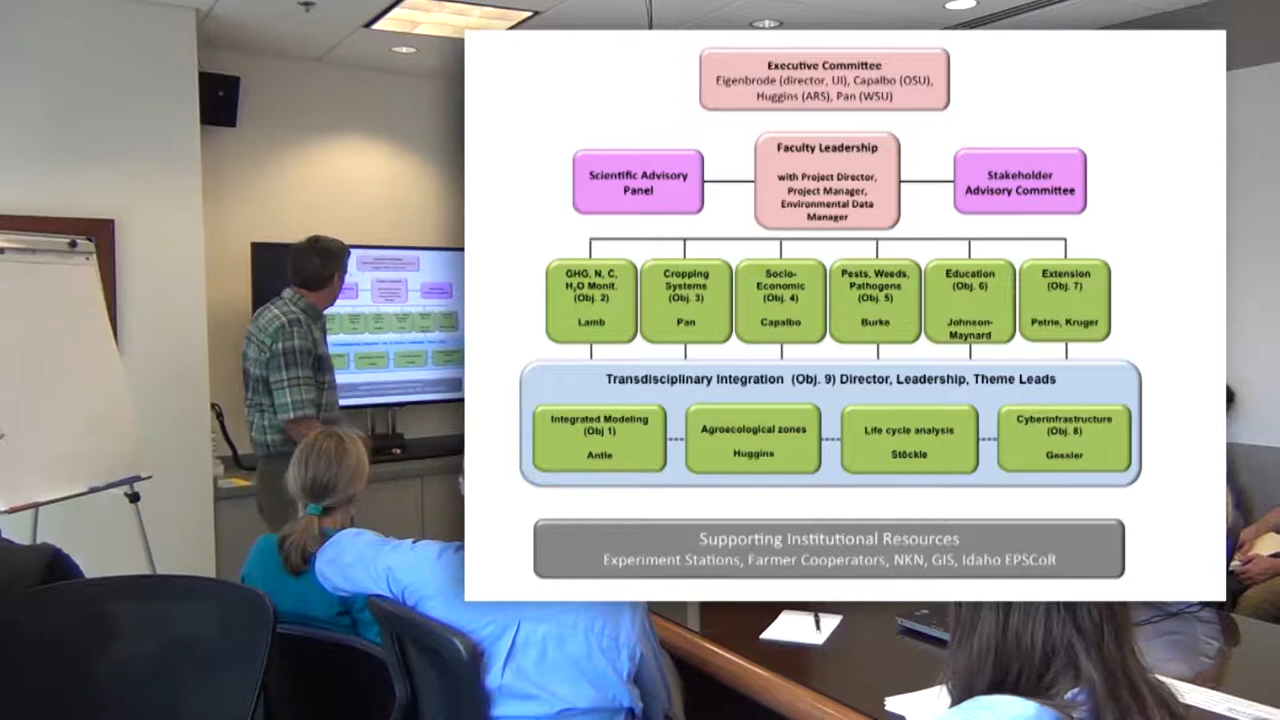 Executive Committee
Eigenbrode (director, UI), Capalbo (OSU),
Huggins (ARS), Pan (WSU)
Scientific Advisory
Panel
Faculty Leadership
with Project Director,
Project Manager,
Environmental Data
Manager
Stakeholder
Advisory Committee
GHG, N, C,
H₂O Monit.
(Obj. 2)
Lamb
Cropping
Systems
(Obj. 3)
Pan
Socio-
Economic
(Obj. 4)
Capalbo
Pests, Weeds,
Pathogens
(Obj. 5)
Burke
Education
(Obj. 6)
Johnson-
Maynard
Extension
(Obj. 7)
Petrie, Kruger
Transdisciplinary Integration (Obj. 9) Director, Leadership, Theme Leads
Integrated Modeling
(Obj 1)
Antle
Agroecological zones
Huggins
Life cycle analysis
Stöckle
Cyberinfrastructure
(Obj. 8)
Gessler
Supporting Institutional Resources
Experiment Stations, Farmer Cooperators, NKN, GIS, Idaho EPSCoR